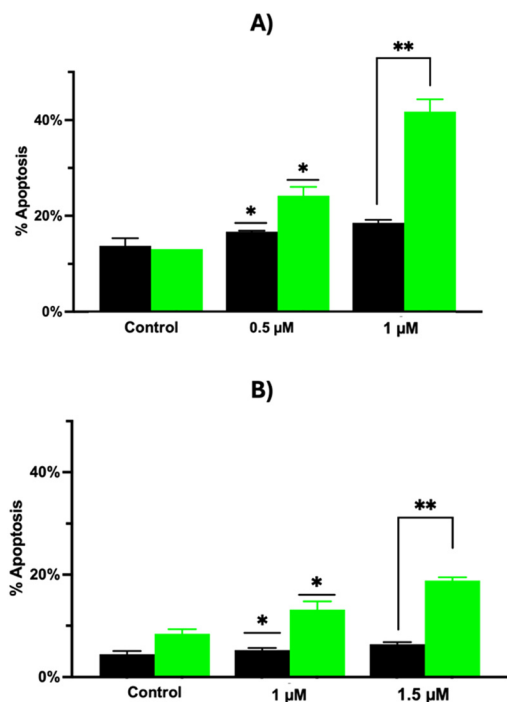 A)
**
% Apoptosis
40%
*
*
20%
0%
Control
0.5 μM
1 μM
B)
% Apoptosis
40%
**
20%
*
*
0%
Control
1 μM
1.5 μM